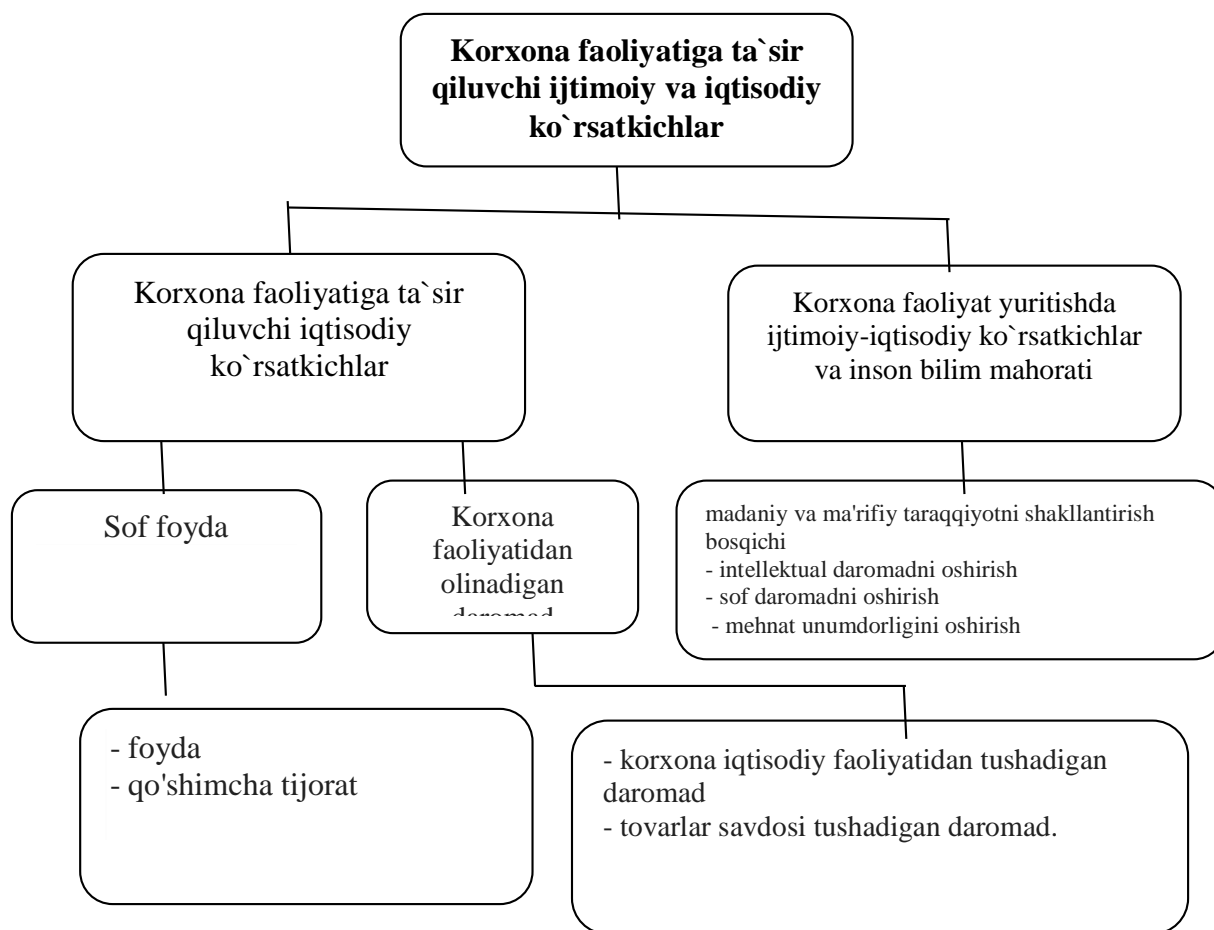 Korxona faoliyatiga ta`sir
qiluvchi ijtimoiy va iqtisodiy
ko`rsatkichlar
Korxona faoliyatiga ta`sir
qiluvchi iqtisodiy
ko`rsatkichlar
Korxona faoliyat yuritishda
ijtimoiy-iqtisodiy ko`rsatkichlar
va inson bilim mahorati
Sof foyda
Korxona
faoliyatidan
olinadigan
daromad
madaniy va ma'rifiy taraqqiyotni shakllantirish
bosqichi
- intellektual daromadni oshirish
- sof daromadni oshirish
- mehnat unumdorligini oshirish
- foyda
- qo'shimcha tijorat
- korxona iqtisodiy faoliyatidan tushadigan
daromad
- tovarlar savdosi tushadigan daromad.